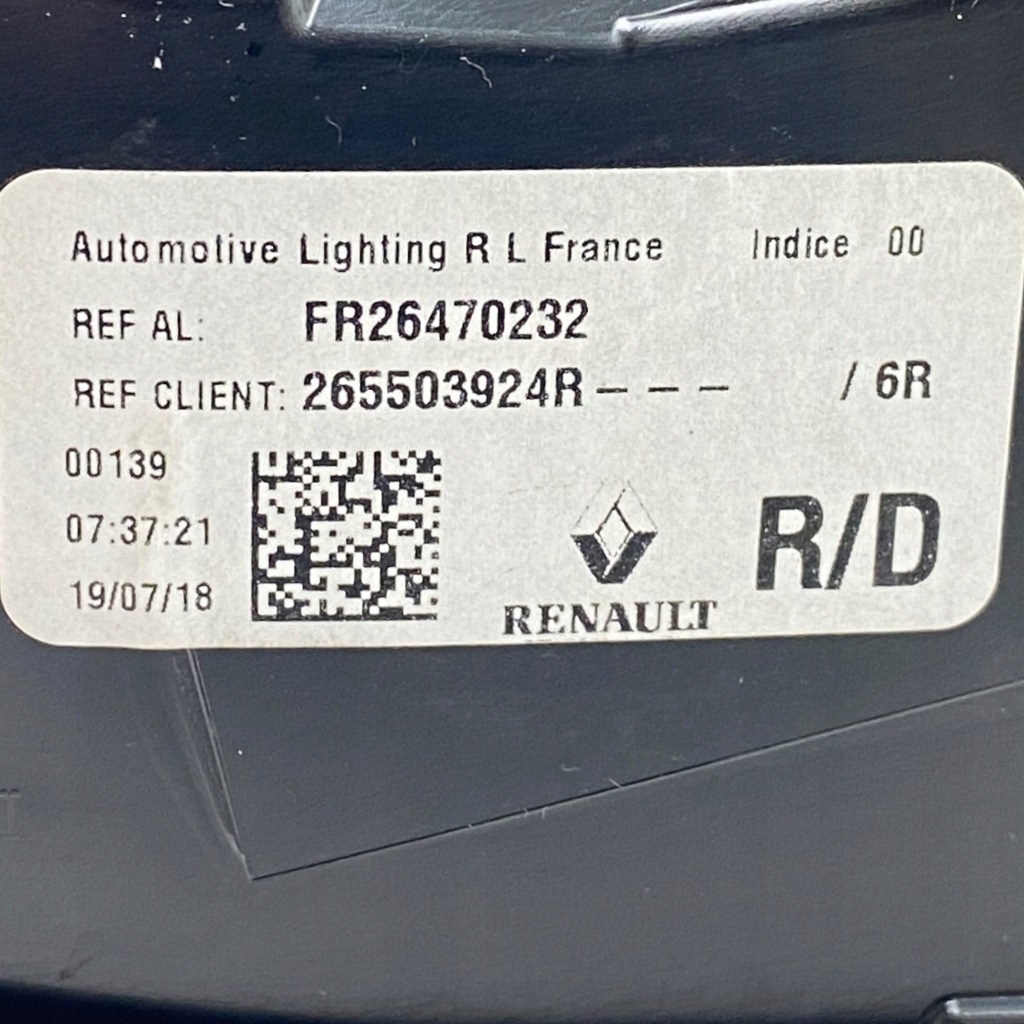 Automotive Lighting R L France Indice 00
REF AL: FR26470232
REF CLIENT: 265503924R--- / 6R
00139
07:37:21
19/07/18
RENAULT
R/D